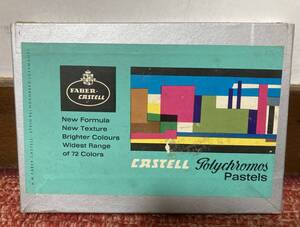 FABER-
CASTELL
New Formula
New Texture
Brighter Colours
Widest Range
of 72 Colors
CASTELL Polychromos
Pastels